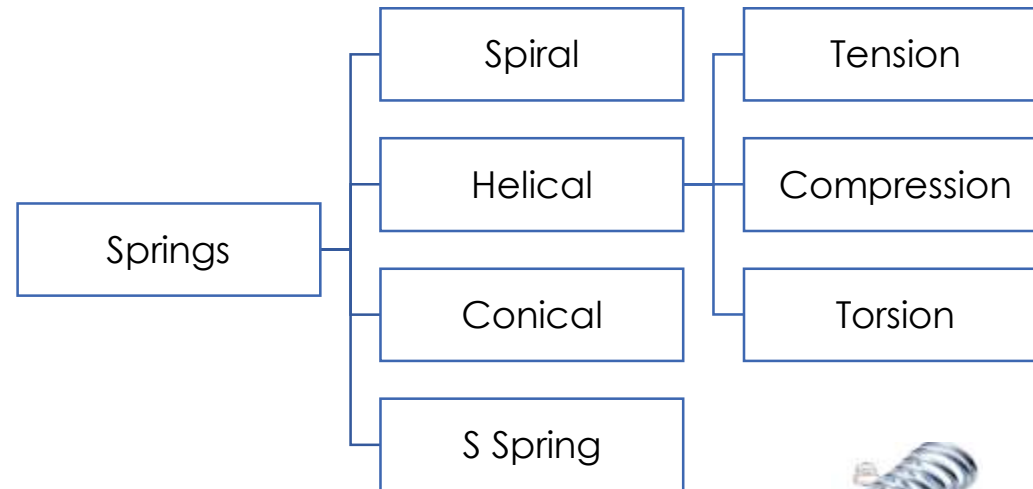 Springs
Spiral
Helical
Conical
S Spring
Tension
Compression
Torsion